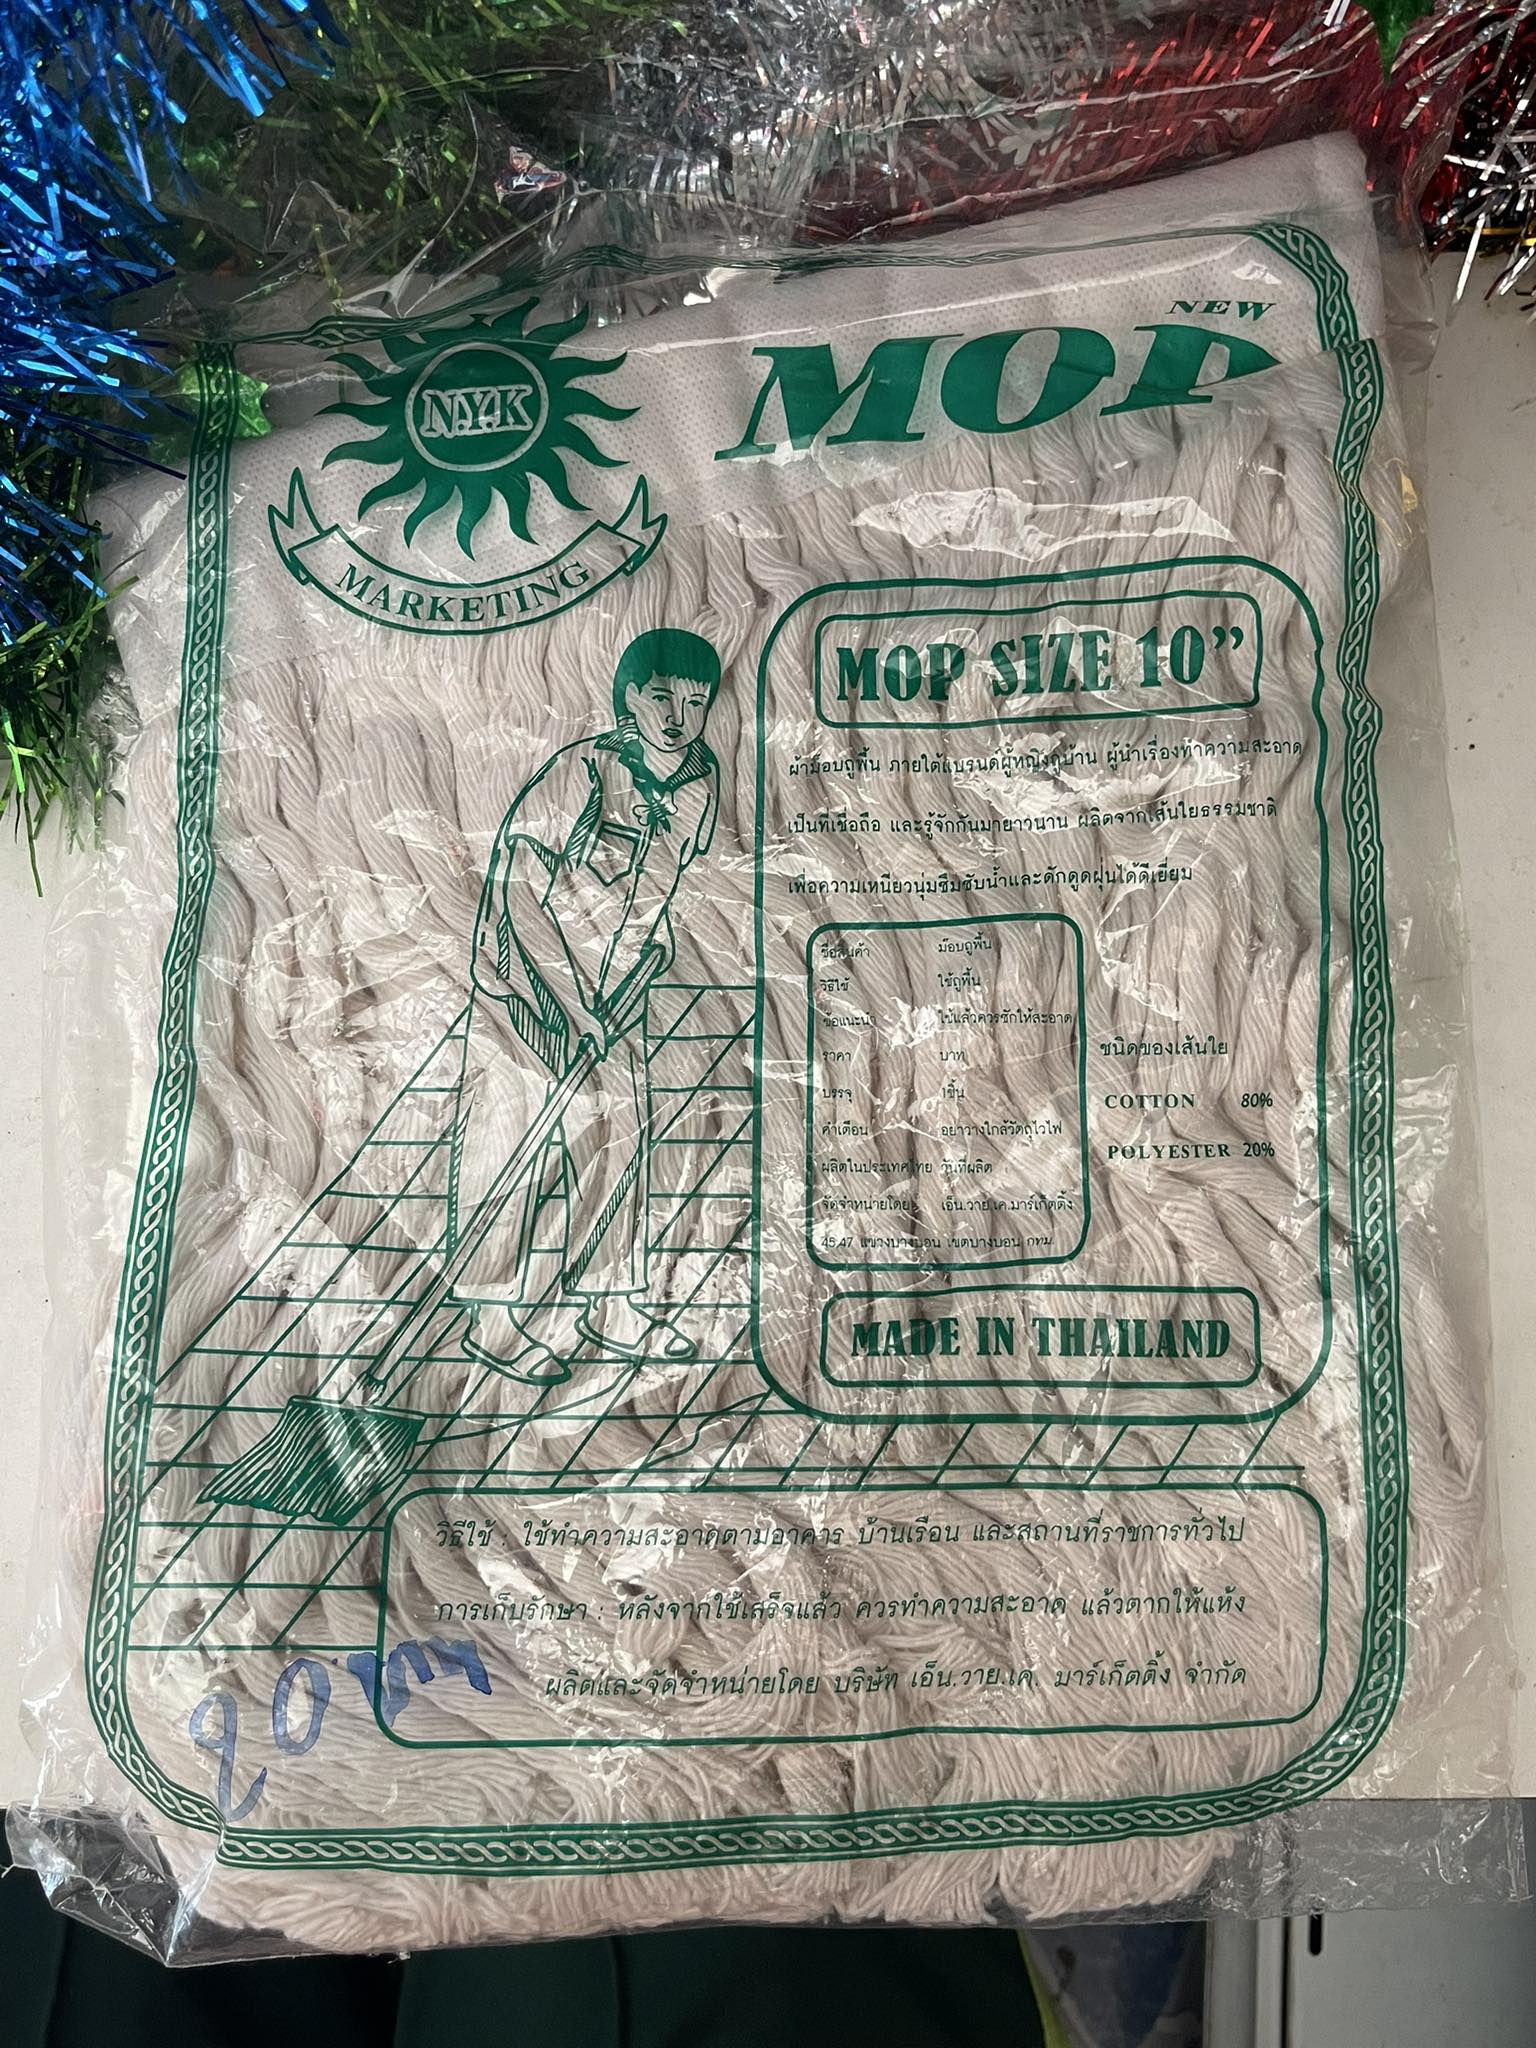 NEW
MOP
N.Y.K
MARKETING
MOP SIZE 10”
ผ้าม็อบถูพื้น ภายใต้แบรนด์ผู้หญิงถูบ้าน ผู้นำเรื่องทำความสะอาด
เป็นที่เชื่อถือ และรู้จักกันมายาวนาน ผลิตจากเส้นใยธรรมชาติ
เพื่อความเหนียวนุ่มซึมซับน้ำและดักดูดฝุ่นได้ดีเยี่ยม
ชื่อสินค้า ม๊อบถูพื้น
วิธีใช้ ใช้ถูพื้น
ข้อแนะนำ ใช้แล้วควรซักให้สะอาด
ราคา บาท
บรรจุ 1ชิ้น
คำเตือน อย่าวางใกล้วัตถุไวไฟ
ผลิตในประเทศไทย วันที่ผลิต
จัดจำหน่ายโดย เอ็น.วาย.เค.มาร์เก็ตติ้ง
45,47 แขวงบางบอน เขตบางบอน กทม.
ชนิดของเส้นใย
COTTON 80%
POLYESTER 20%
MADE IN THAILAND
วิธีใช้ : ใช้ทำความสะอาดตามอาคาร บ้านเรือน และสถานที่ราชการทั่วไป
การเก็บรักษา : หลังจากใช้เสร็จแล้ว ควรทำความสะอาด แล้วตากให้แห้ง
ผลิตและจัดจำหน่ายโดย บริษัท เอ็น.วาย.เค. มาร์เก็ตติ้ง จำกัด
90 บาท